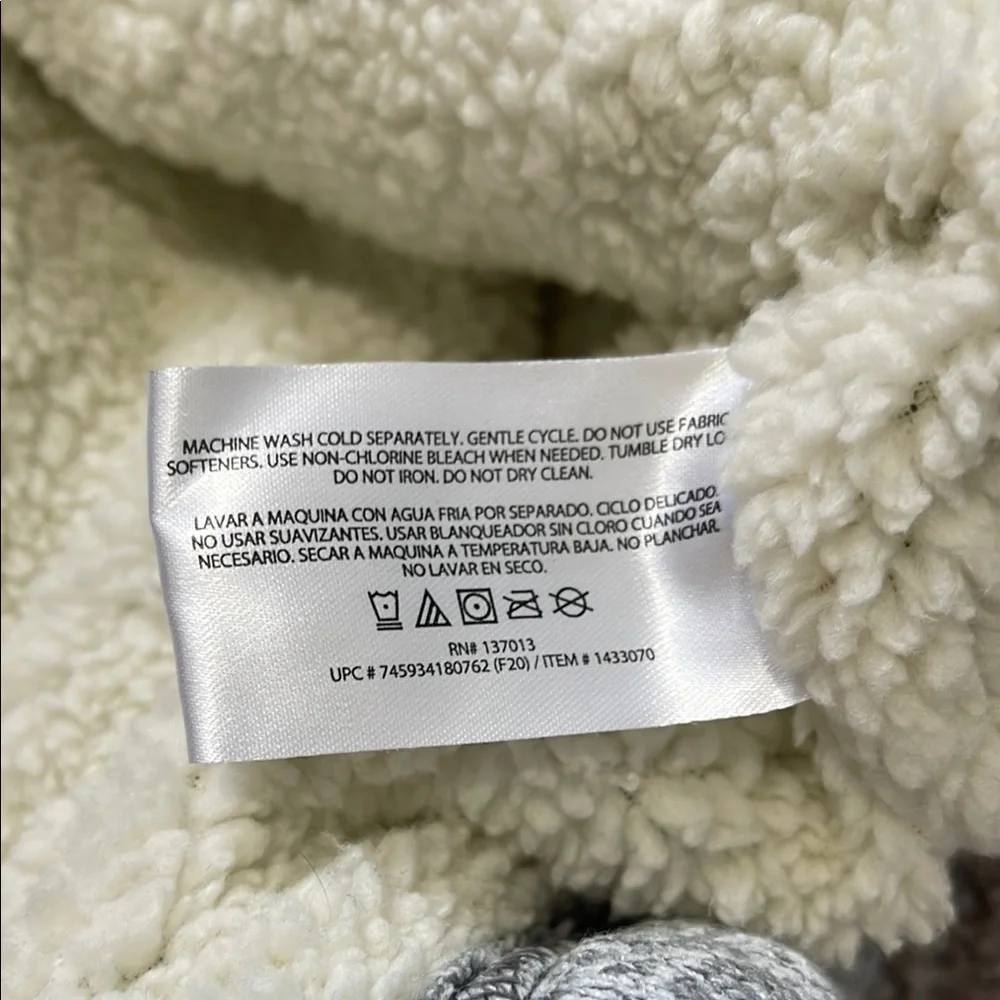 MACHINE WASH COLD SEPARATELY. GENTLE CYCLE. DO NOT USE FABRIC
SOFTENERS. USE NON-CHLORINE BLEACH WHEN NEEDED. TUMBLE DRY LO
DO NOT IRON. DO NOT DRY CLEAN.
LAVAR A MAQUINA CON AGUA FRIA POR SEPARADO. CICLO DELICADO.
NO USAR SUAVIZANTES. USAR BLANQUEADOR SIN CLORO CUANDO SEA
NECESARIO. SECAR A MAQUINA A TEMPERATURA BAJA. NO PLANCHAR.
NO LAVAR EN SECO.
RN# 137013
UPC # 745934180762 (F20) / ITEM # 1433070